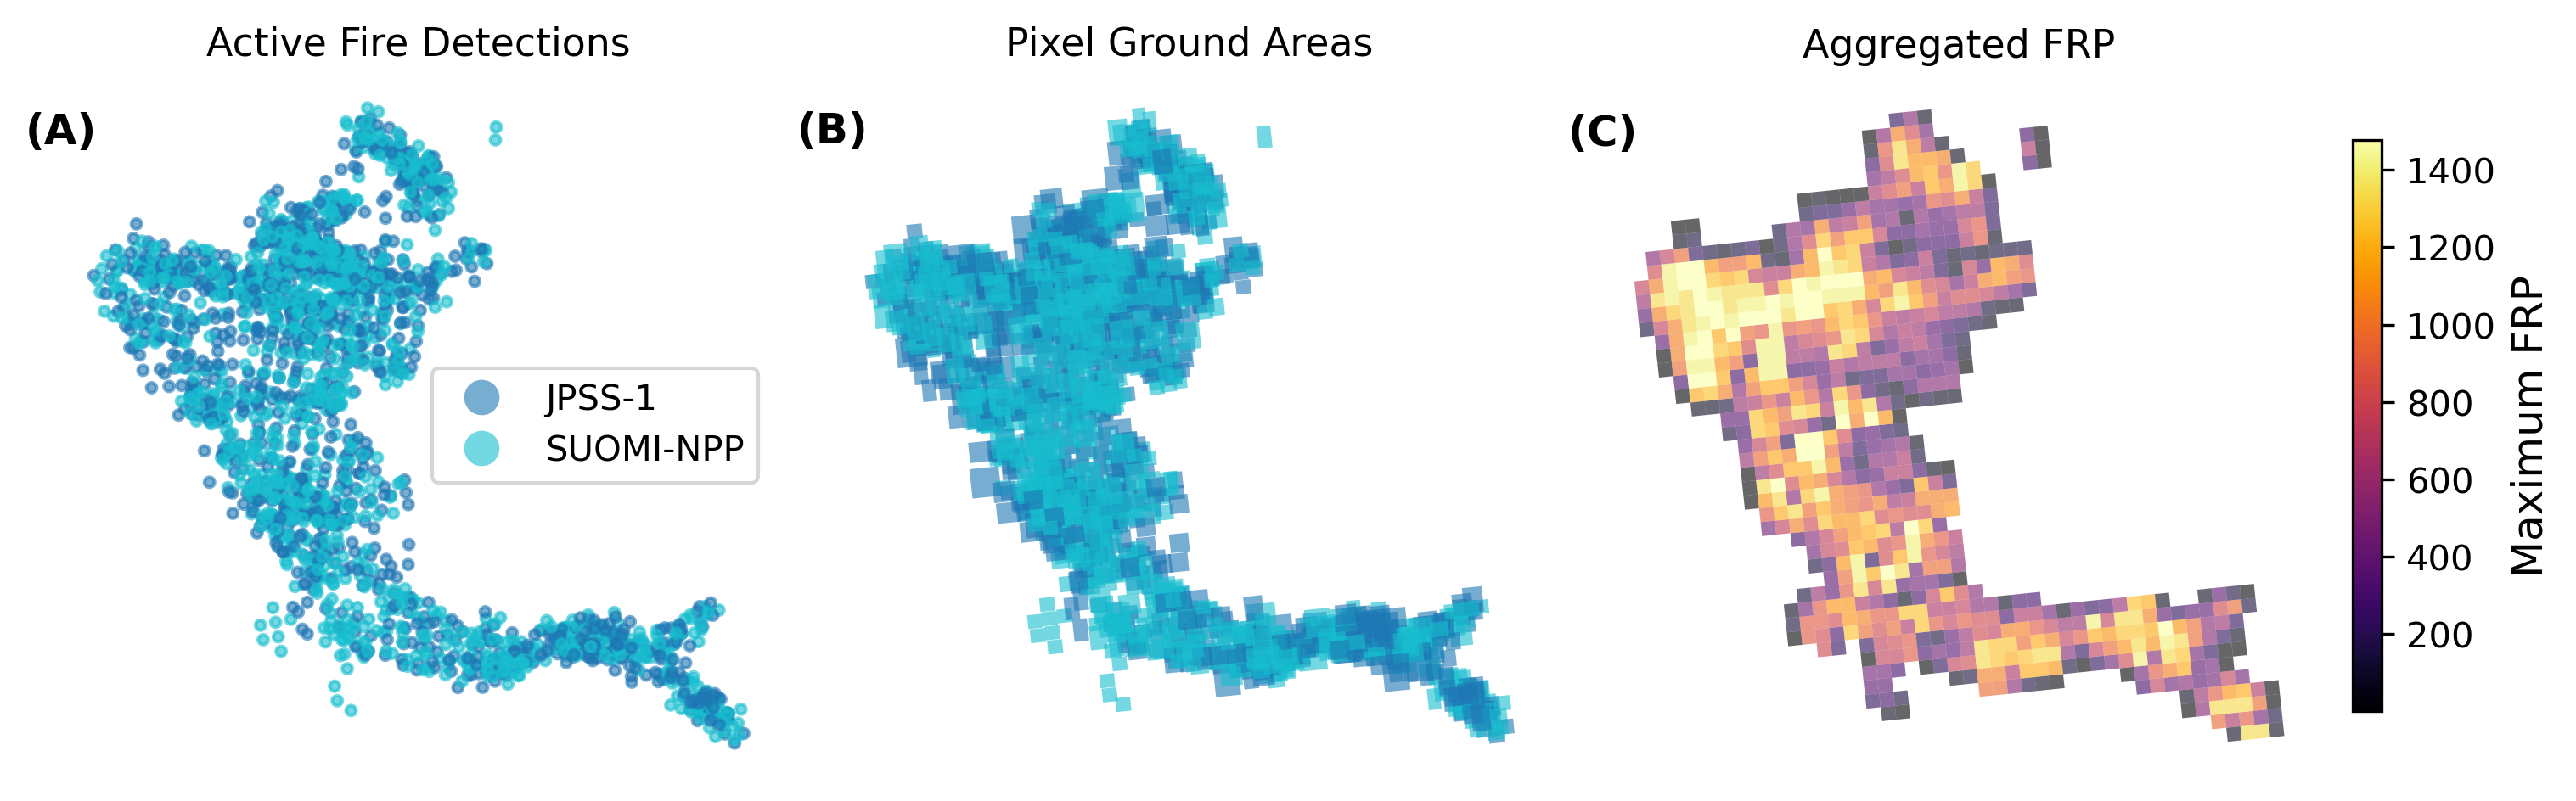 Active Fire Detections
Pixel Ground Areas
Aggregated FRP
(A)
(B)
(C)
JPSS-1
SUOMI-NPP
1400
1200
1000
800
600
400
200
Maximum FRP